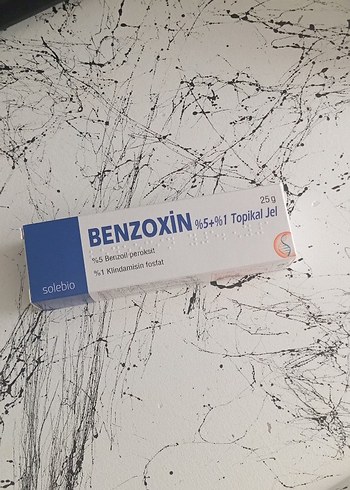 25 g
BENZOXİN %5+%1 Topikal Jel
%5 Benzoil peroksit
%1 Klindamisin fosfat
solebio